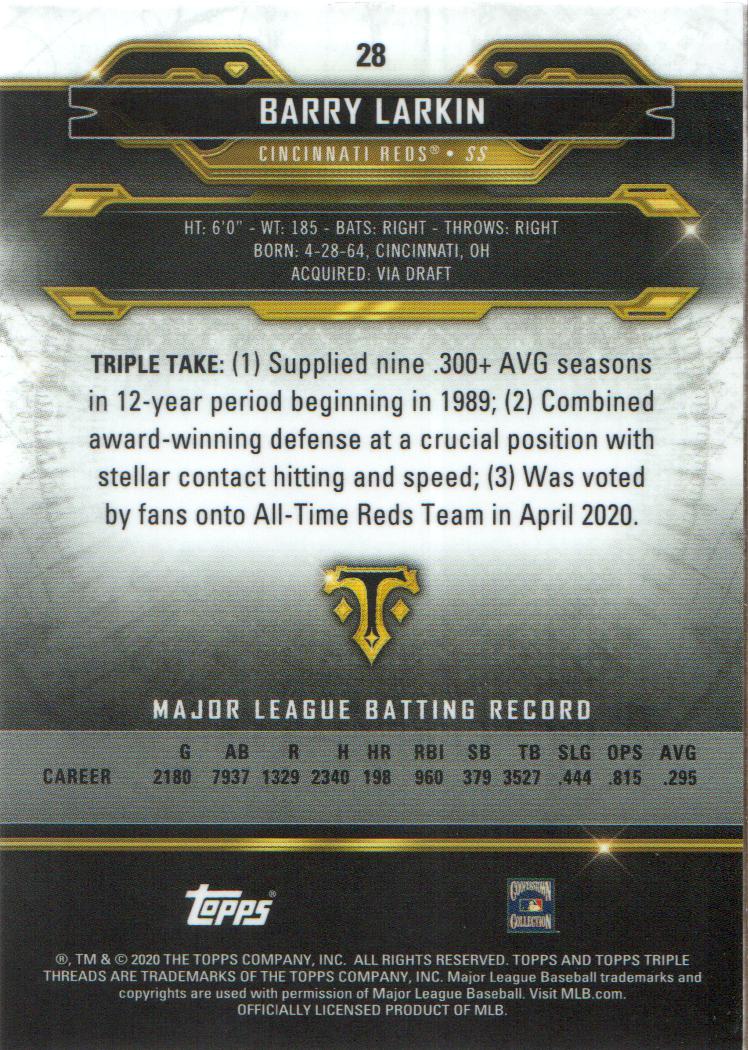 28
BARRY LARKIN
CINCINNATI REDS® • SS
HT: 6'0" - WT: 185 - BATS: RIGHT - THROWS: RIGHT
BORN: 4-28-64, CINCINNATI, OH
ACQUIRED: VIA DRAFT
TRIPLE TAKE: (1) Supplied nine .300+ AVG seasons
in 12-year period beginning in 1989; (2) Combined
award-winning defense at a crucial position with
stellar contact hitting and speed; (3) Was voted
by fans onto All-Time Reds Team in April 2020.
T
MAJOR LEAGUE BATTING RECORD
G AB R H HR RBI SB TB SLG OPS AVG
CAREER 2180 7937 1329 2340 198 960 379 3527 .444 .815 .295
Topps®
COOPERSTOWN
COLLECTION
®, TM & © 2020 THE TOPPS COMPANY, INC. ALL RIGHTS RESERVED. TOPPS AND TOPPS TRIPLE
THREADS ARE TRADEMARKS OF THE TOPPS COMPANY, INC. Major League Baseball trademarks and
copyrights are used with permission of Major League Baseball. Visit MLB.com.
OFFICIALLY LICENSED PRODUCT OF MLB.